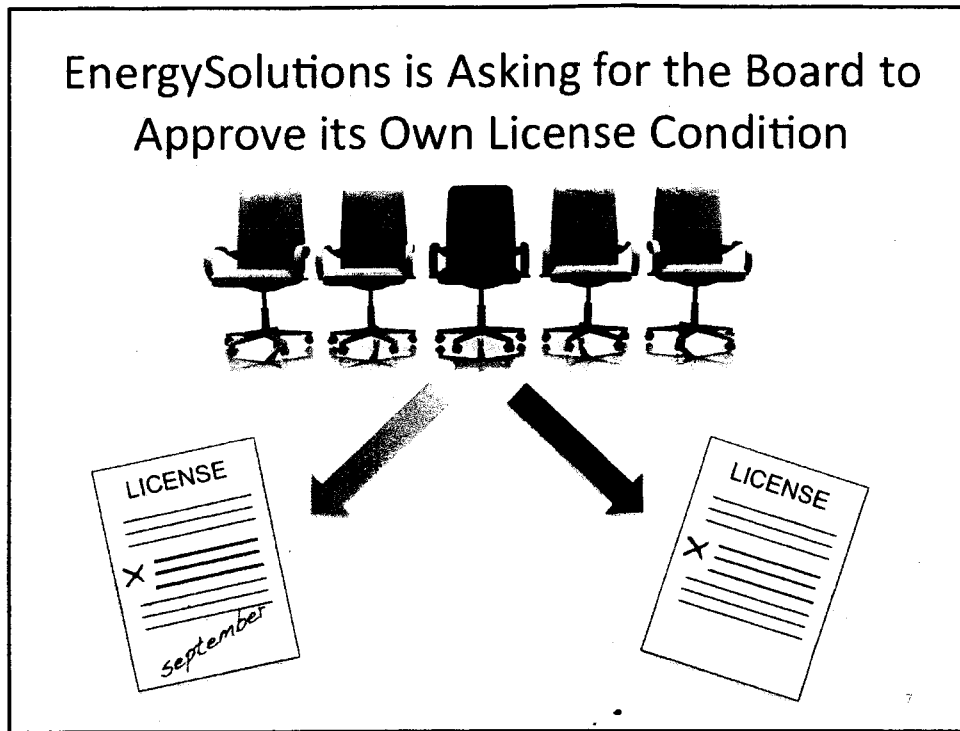 EnergySolutions is Asking for the Board to
Approve its Own License Condition
LICENSE
X
september
LICENSE
X
7